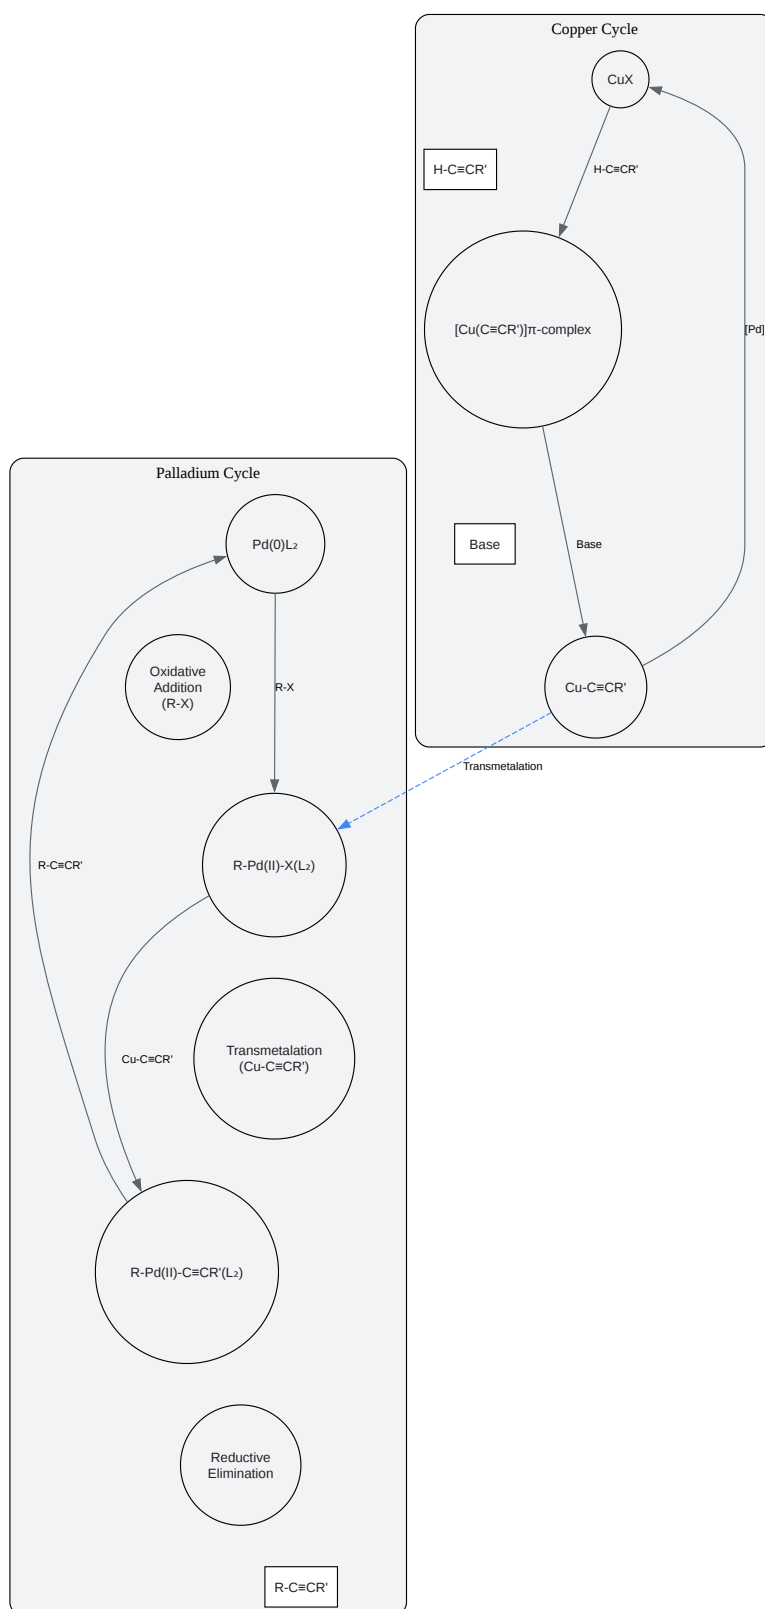 Copper Cycle
CuX
H-C≡CR'
H-C≡CR'
[Cu(C≡CR')]π-complex
[Pd]
Base
Base
Cu-C≡CR'
Transmetalation
Palladium Cycle
Pd(0)L₂
Oxidative
Addition
(R-X)
R-X
R-C≡CR'
R-Pd(II)-X(L₂)
Cu-C≡CR'
Transmetalation
(Cu-C≡CR')
R-Pd(II)-C≡CR'(L₂)
Reductive
Elimination
R-C≡CR'